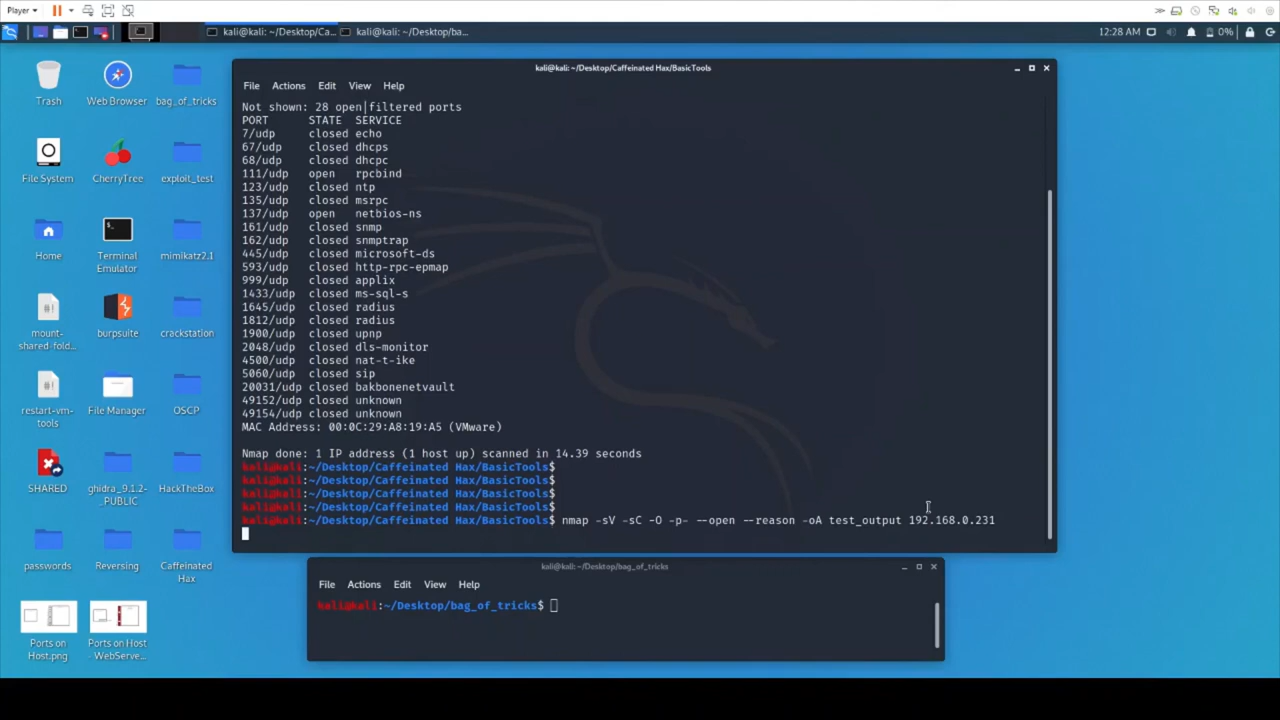 Player
kali@kali: ~/Desktop/Ca...
kali@kali: ~/Desktop/ba...
12:28 AM
0%
Trash
Web Browser
bag_of_tricks
File System
CherryTree
exploit_test
Home
Terminal
Emulator
mimikatz2.1
mount-
shared-fold...
burpsuite
crackstation
restart-vm-
tools
File Manager
OSCP
SHARED
ghidra_9.1.2-
_PUBLIC
HackTheBox
passwords
Reversing
Caffeinated
Hax
Ports on
Host.png
Ports on Host
- WebServe...
kali@kali: ~/Desktop/Caffeinated Hax/BasicTools
File Actions Edit View Help
Not shown: 28 open|filtered ports
PORT STATE SERVICE
7/udp closed echo
67/udp closed dhcps
68/udp closed dhcpc
111/udp open rpcbind
123/udp closed ntp
135/udp closed msrpc
137/udp open netbios-ns
161/udp closed snmp
162/udp closed snmptrap
445/udp closed microsoft-ds
593/udp closed http-rpc-epmap
999/udp closed applix
1433/udp closed ms-sql-s
1645/udp closed radius
1812/udp closed radius
1900/udp closed upnp
2048/udp closed dls-monitor
4500/udp closed nat-t-ike
5060/udp closed sip
20031/udp closed bakbonenetvault
49152/udp closed unknown
49154/udp closed unknown
MAC Address: 00:0C:29:A8:19:A5 (VMware)
Nmap done: 1 IP address (1 host up) scanned in 14.39 seconds
kali@kali:~/Desktop/Caffeinated Hax/BasicTools$
kali@kali:~/Desktop/Caffeinated Hax/BasicTools$
kali@kali:~/Desktop/Caffeinated Hax/BasicTools$
kali@kali:~/Desktop/Caffeinated Hax/BasicTools$
kali@kali:~/Desktop/Caffeinated Hax/BasicTools$ nmap -sV -sC -O -p- --open --reason -oA test_output 192.168.0.231
kali@kali: ~/Desktop/bag_of_tricks
File Actions Edit View Help
kali@kali:~/Desktop/bag_of_tricks$